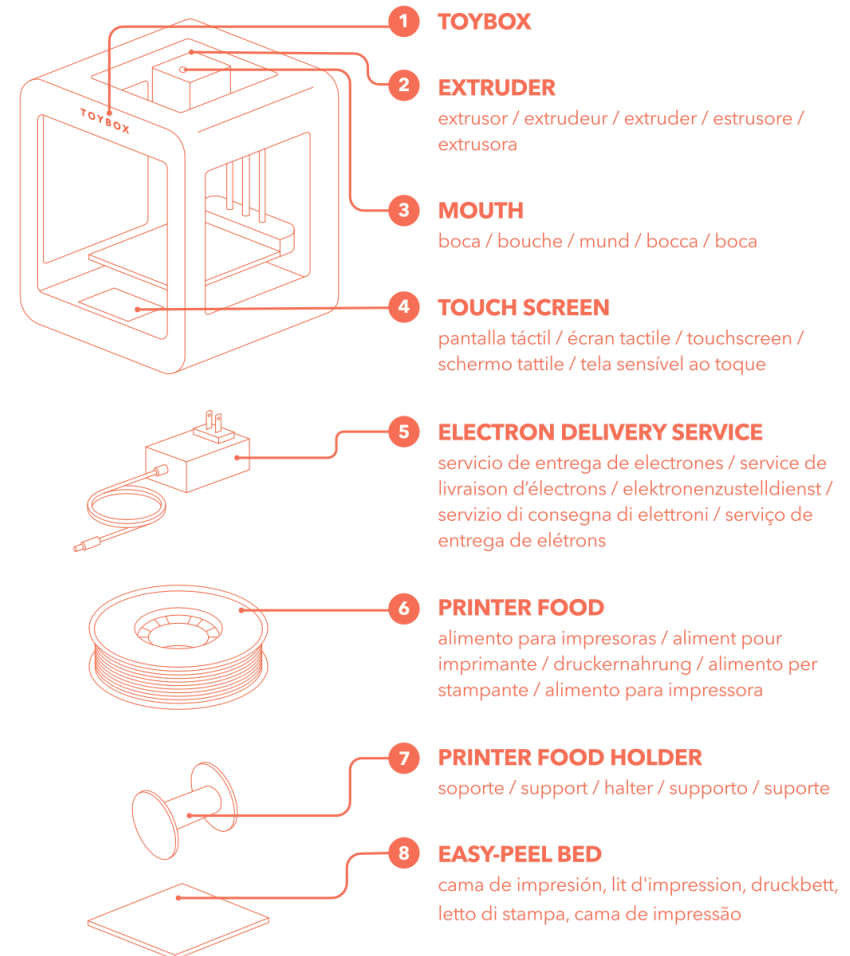 1 TOYBOX
2 EXTRUDER
extrusor / extrudeur / extruder / estrusore /
extrusora
TOYBOX
3 MOUTH
boca / bouche / mund / bocca / boca
4 TOUCH SCREEN
pantalla táctil / écran tactile / touchscreen /
schermo tattile / tela sensível ao toque
5 ELECTRON DELIVERY SERVICE
servicio de entrega de electrones / service de
livraison d’électrons / elektronenzustelldienst /
servizio di consegna di elettroni / serviço de
entrega de elétrons
6 PRINTER FOOD
alimento para impresoras / aliment pour
imprimante / druckernahrung / alimento per
stampante / alimento para impressora
7 PRINTER FOOD HOLDER
soporte / support / halter / supporto / suporte
8 EASY-PEEL BED
cama de impresión, lit d'impression, druckbett,
letto di stampa, cama de impressão